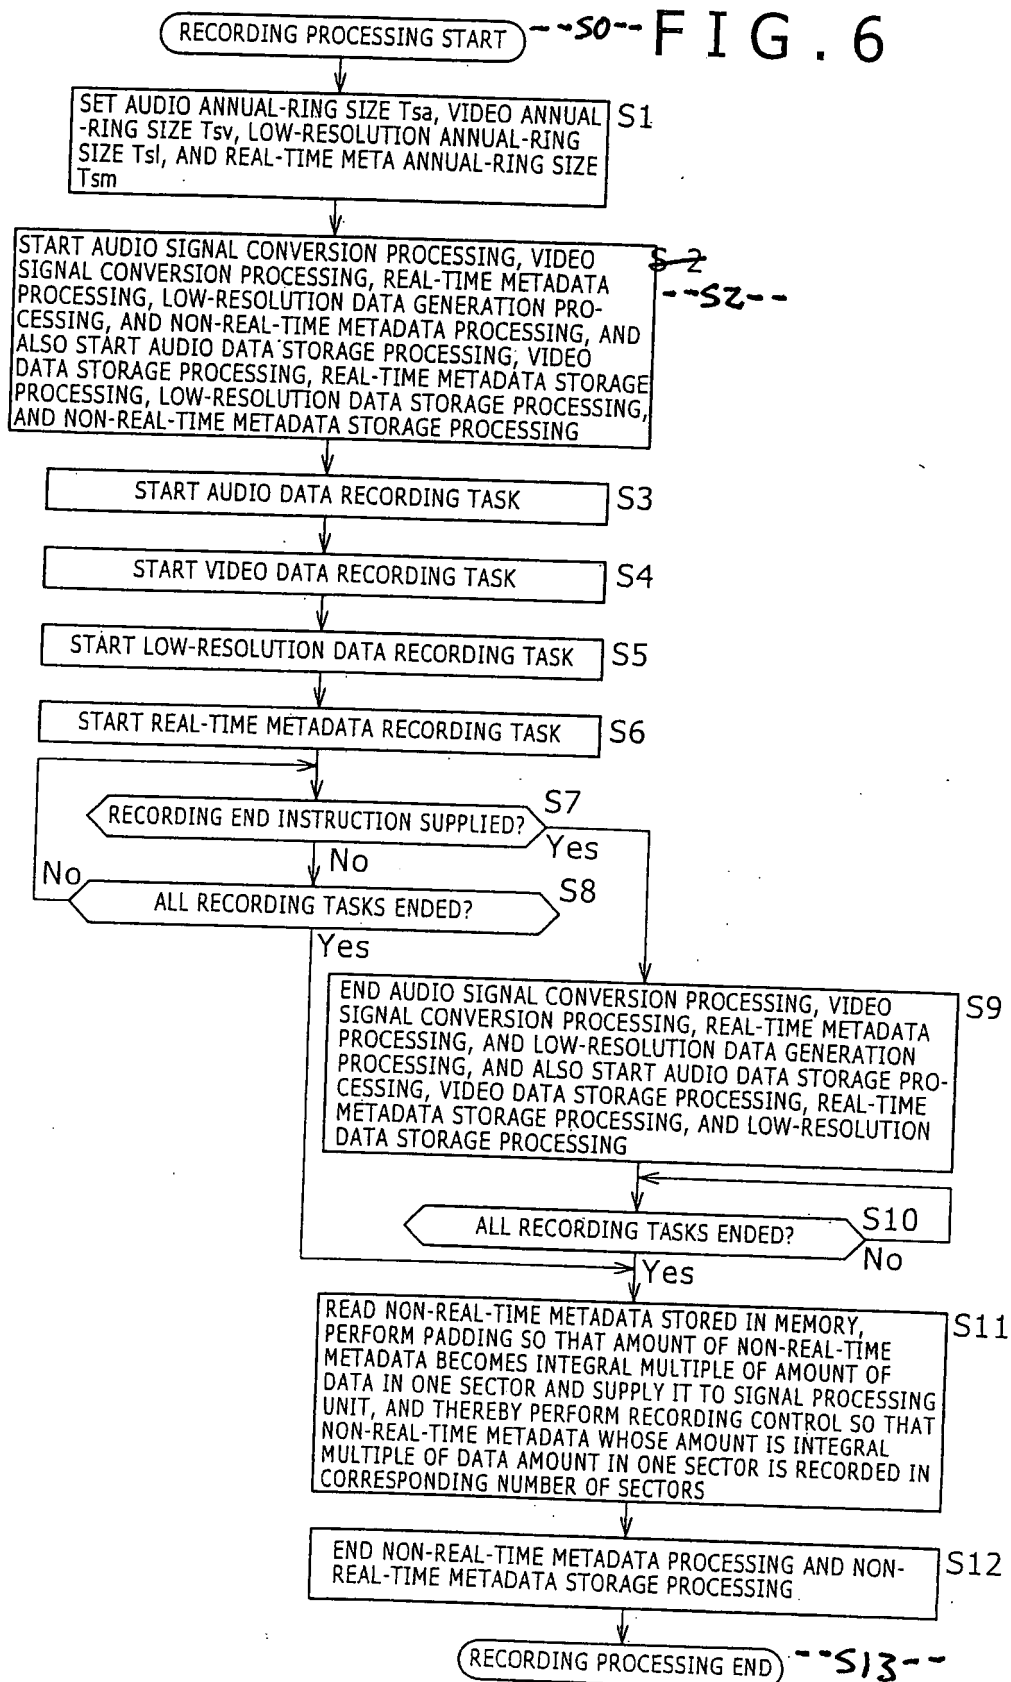 RECORDING PROCESSING START
--S0--
FIG. 6
SET AUDIO ANNUAL-RING SIZE Tsa, VIDEO ANNUAL
-RING SIZE Tsv, LOW-RESOLUTION ANNUAL-RING
SIZE Tsl, AND REAL-TIME META ANNUAL-RING SIZE
Tsm
S1
START AUDIO SIGNAL CONVERSION PROCESSING, VIDEO
SIGNAL CONVERSION PROCESSING, REAL-TIME METADATA
PROCESSING, LOW-RESOLUTION DATA GENERATION PRO-
CESSING, AND NON-REAL-TIME METADATA PROCESSING, AND
ALSO START AUDIO DATA STORAGE PROCESSING, VIDEO
DATA STORAGE PROCESSING, REAL-TIME METADATA STORAGE
PROCESSING, LOW-RESOLUTION DATA STORAGE PROCESSING,
AND NON-REAL-TIME METADATA STORAGE PROCESSING
S-2
--S2--
START AUDIO DATA RECORDING TASK
S3
START VIDEO DATA RECORDING TASK
S4
START LOW-RESOLUTION DATA RECORDING TASK
S5
START REAL-TIME METADATA RECORDING TASK
S6
RECORDING END INSTRUCTION SUPPLIED?
S7
Yes
No
No
ALL RECORDING TASKS ENDED?
S8
Yes
END AUDIO SIGNAL CONVERSION PROCESSING, VIDEO
SIGNAL CONVERSION PROCESSING, REAL-TIME METADATA
PROCESSING, AND LOW-RESOLUTION DATA GENERATION
PROCESSING, AND ALSO START AUDIO DATA STORAGE PRO-
CESSING, VIDEO DATA STORAGE PROCESSING, REAL-TIME
METADATA STORAGE PROCESSING, AND LOW-RESOLUTION
DATA STORAGE PROCESSING
S9
ALL RECORDING TASKS ENDED?
S10
No
Yes
READ NON-REAL-TIME METADATA STORED IN MEMORY,
PERFORM PADDING SO THAT AMOUNT OF NON-REAL-TIME
METADATA BECOMES INTEGRAL MULTIPLE OF AMOUNT OF
DATA IN ONE SECTOR AND SUPPLY IT TO SIGNAL PROCESSING
UNIT, AND THEREBY PERFORM RECORDING CONTROL SO THAT
NON-REAL-TIME METADATA WHOSE AMOUNT IS INTEGRAL
MULTIPLE OF DATA AMOUNT IN ONE SECTOR IS RECORDED IN
CORRESPONDING NUMBER OF SECTORS
S11
END NON-REAL-TIME METADATA PROCESSING AND NON-
REAL-TIME METADATA STORAGE PROCESSING
S12
RECORDING PROCESSING END
--S13--